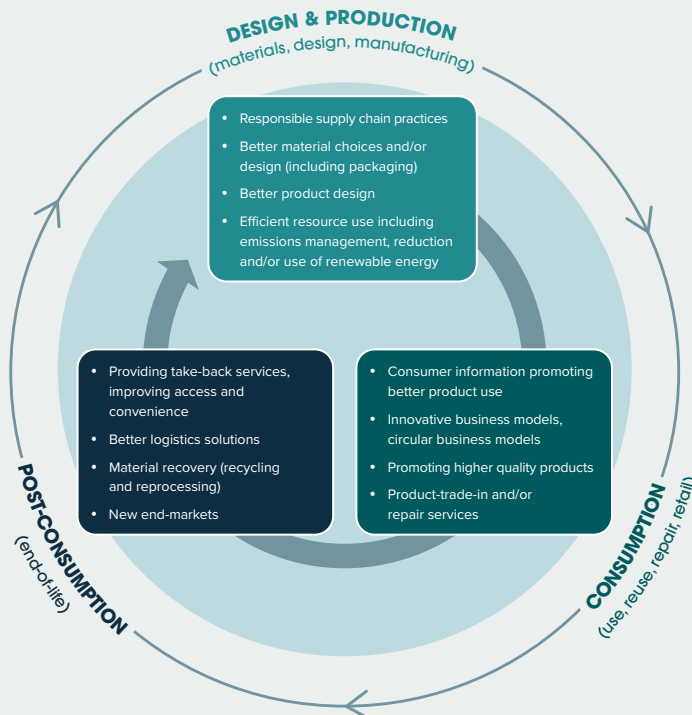 DESIGN & PRODUCTION
(materials, design, manufacturing)
• Responsible supply chain practices
• Better material choices and/or
design (including packaging)
• Better product design
• Efficient resource use including
emissions management, reduction
and/or use of renewable energy
• Providing take-back services,
improving access and
convenience
• Better logistics solutions
• Material recovery (recycling
and reprocessing)
• New end-markets
• Consumer information promoting
better product use
• Innovative business models,
circular business models
• Promoting higher quality products
• Product-trade-in and/or
repair services
POST-CONSUMPTION
(end-of-life)
CONSUMPTION
(use, reuse, repair, retail)